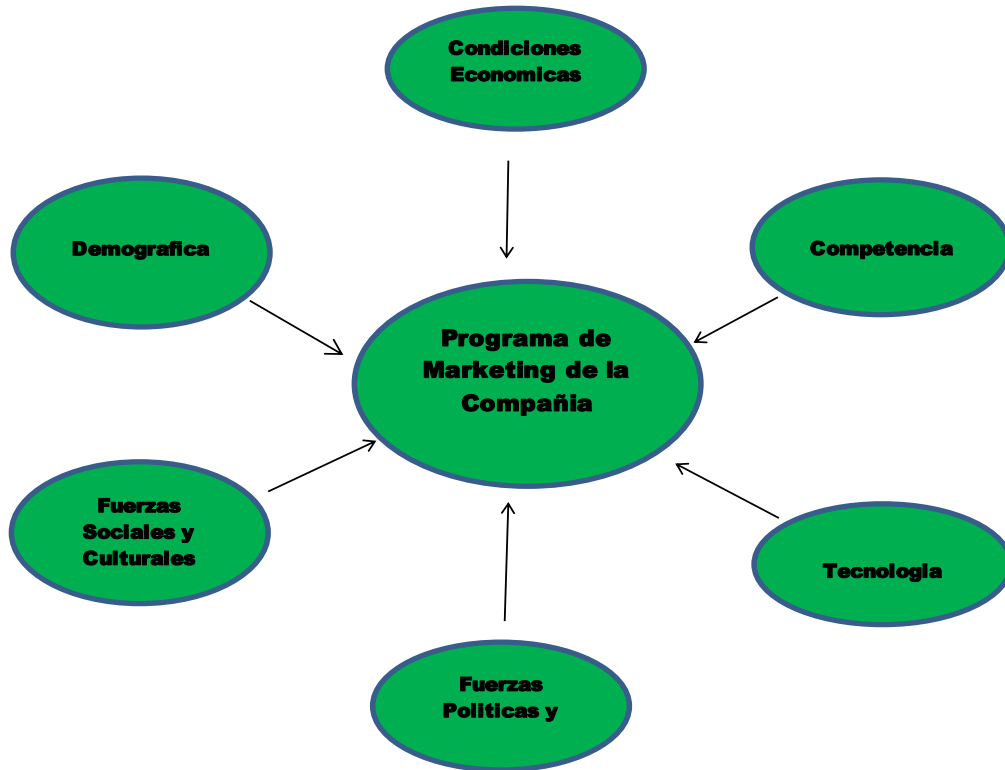 Condiciones
Economicas
Demografica
Competencia
Programa de
Marketing de la
Compañia
Fuerzas
Sociales y
Culturales
Tecnologia
Fuerzas
Politicas y